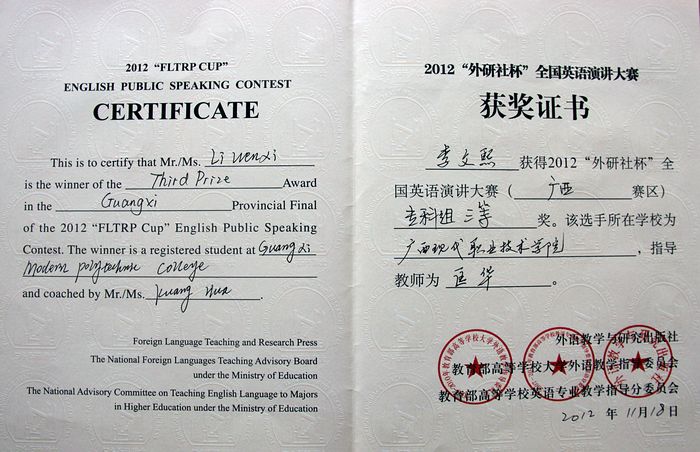 2012 “FLTRP CUP”
ENGLISH PUBLIC SPEAKING CONTEST
CERTIFICATE
This is to certify that Mr./Ms. Li wenxi
is the winner of the Third Prize Award
in the Guangxi Provincial Final
of the 2012 “FLTRP Cup” English Public Speaking
Contest. The winner is a registered student at Guangxi
Modern polytechnic College
and coached by Mr./Ms. Kuang Hua.
Foreign Language Teaching and Research Press
The National Foreign Languages Teaching Advisory Board
under the Ministry of Education
The National Advisory Committee on Teaching English Language to Majors
in Higher Education under the Ministry of Education
2012 “外研社杯” 全国英语演讲大赛
获奖证书
李文熙 获得2012 “外研社杯” 全
国英语演讲大赛（ 广西 赛区）
专科组三等 奖。该选手所在学校为
广西现代职业技术学院，指导
教师为 匡华。
外语教学与研究出版社
教育部高等学校大学外语教学指导委员会
教育部高等学校英语专业教学指导分委员会
2012 年 11月18日